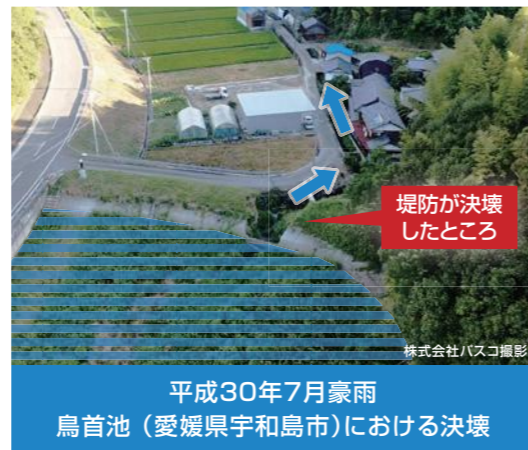 堤防が決壊
したところ
株式会社パスコ撮影
平成30年7月豪雨
鳥首池（愛媛県宇和島市）における決壊